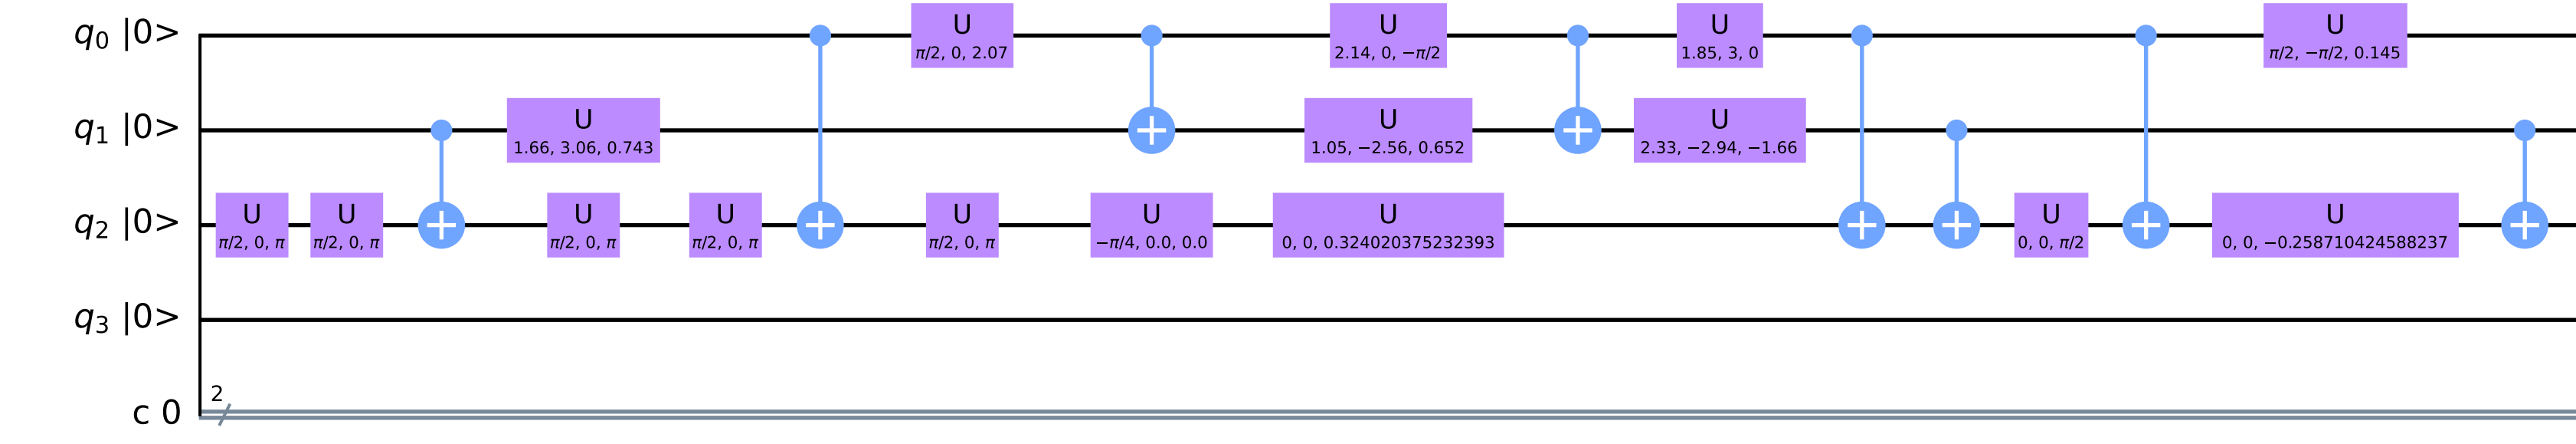 q0 |0>
U
π/2, 0, 2.07
U
2.14, 0, −π/2
U
1.85, 3, 0
U
π/2, −π/2, 0.145
q1 |0>
U
1.66, 3.06, 0.743
U
1.05, −2.56, 0.652
U
2.33, −2.94, −1.66
q2 |0>
U
π/2, 0, π
U
π/2, 0, π
U
π/2, 0, π
U
π/2, 0, π
U
π/2, 0, π
U
−π/4, 0.0, 0.0
U
0, 0, 0.324020375232393
U
0, 0, π/2
U
0, 0, −0.258710424588237
q3 |0>
2
c 0